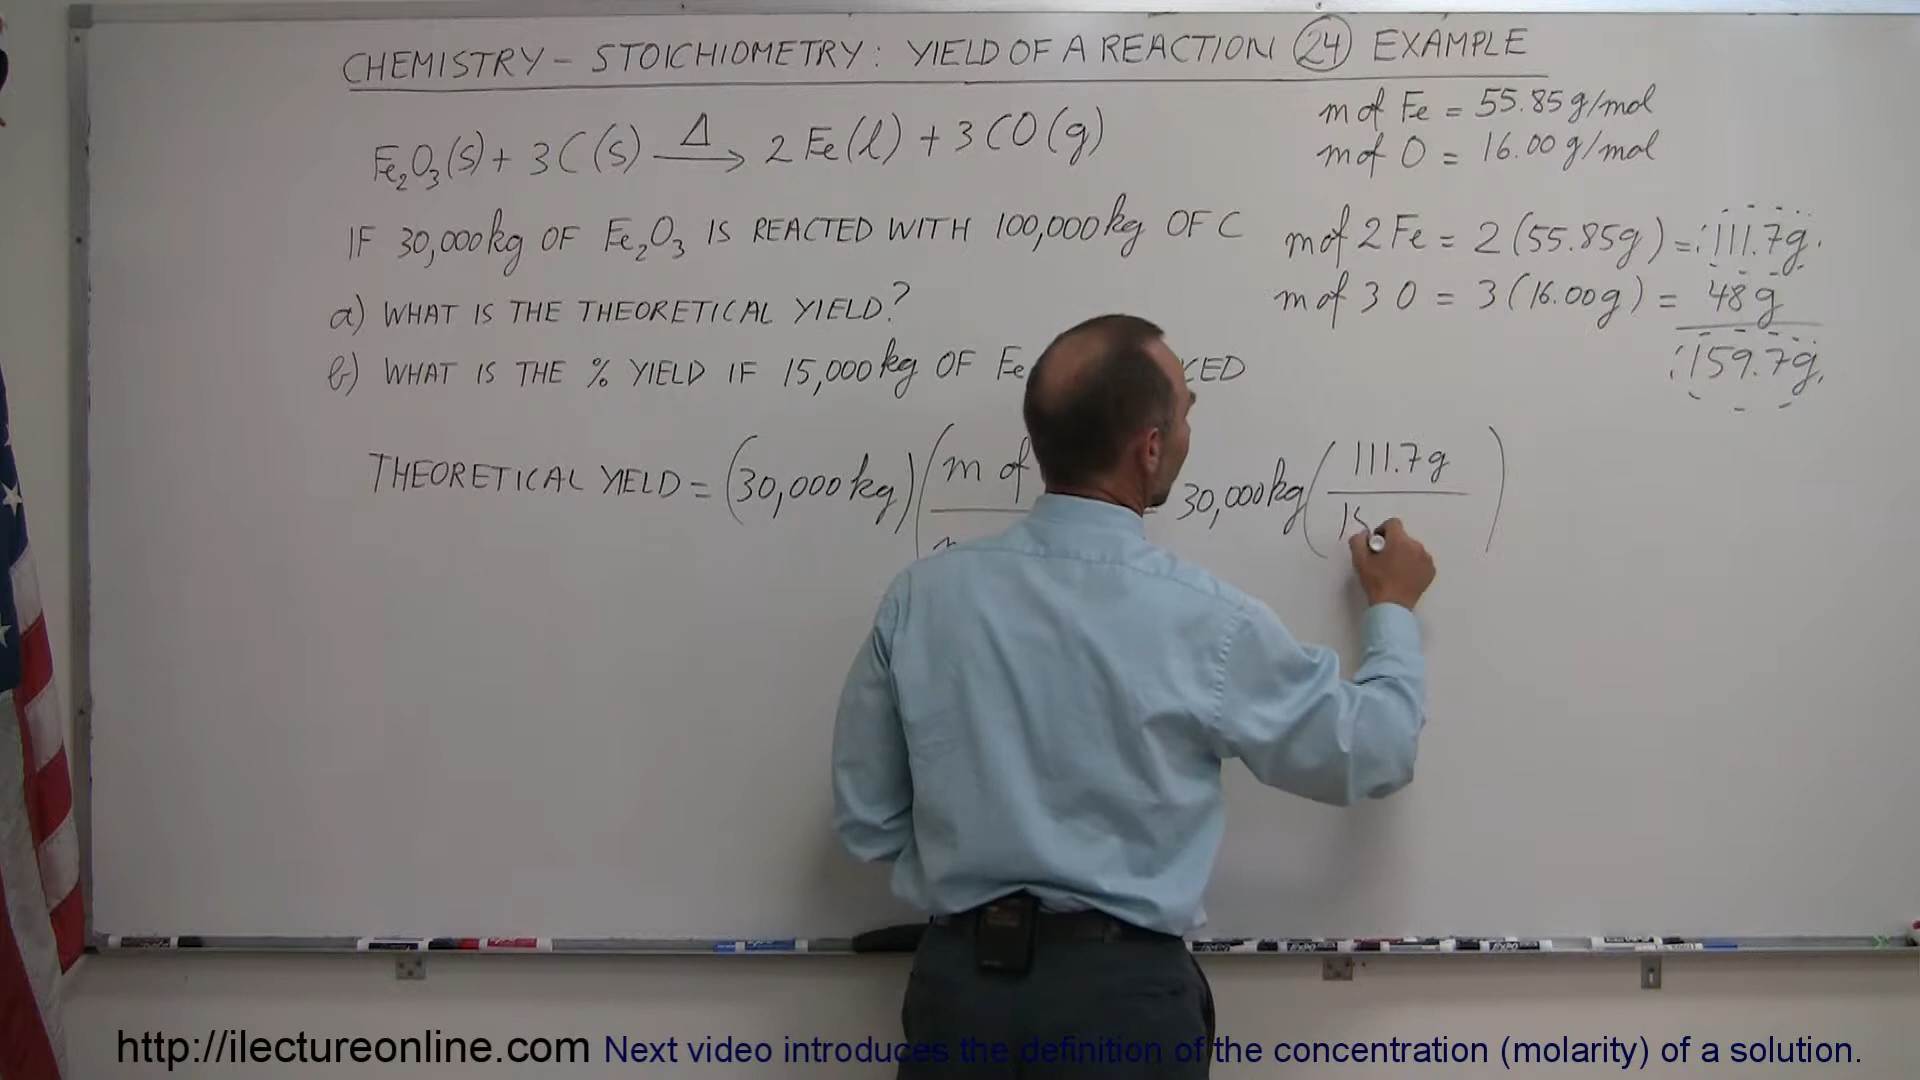 CHEMISTRY – STOICHIOMETRY: YIELD OF A REACTION 24 EXAMPLE
m of Fe = 55.85 g/mol
m of O = 16.00 g/mol
Fe₂O₃(s) + 3C(s) Δ→ 2Fe(l) + 3CO(g)
IF 30,000 kg OF Fe₂O₃ IS REACTED WITH 100,000 kg OF C
m of 2Fe = 2(55.85g) = 111.7g
m of 3 O = 3(16.00g) = 48 g
159.7g
a) WHAT IS THE THEORETICAL YIELD?
b) WHAT IS THE % YIELD IF 15,000 kg OF Fe
THEORETICAL YIELD = (30,000 kg)(m of 30,000 kg(111.7g / 15)
http://ilectureonline.com Next video introduces the definition of the concentration (molarity) of a solution.